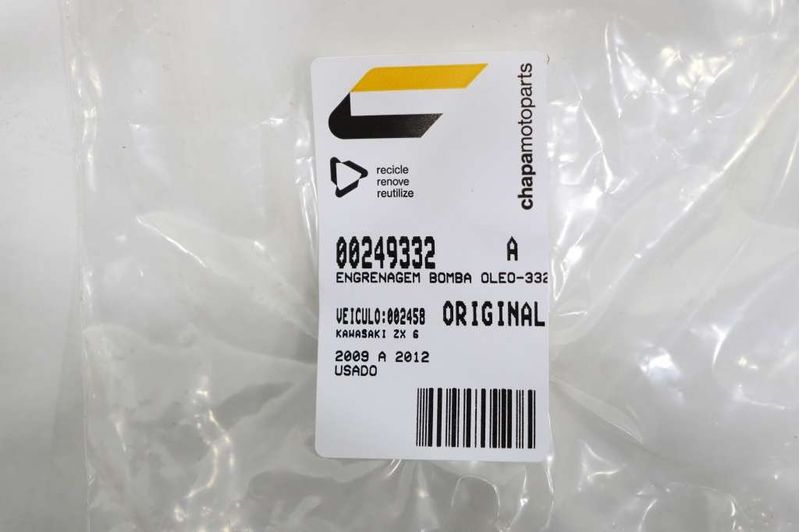 chapamotoparts
recicle
renove
reutilize
00249332 A
ENGRENAGEM BOMBA OLEO-332
VEICULO:002458 ORIGINAL
KAWASAKI ZX 6
2009 A 2012
USADO